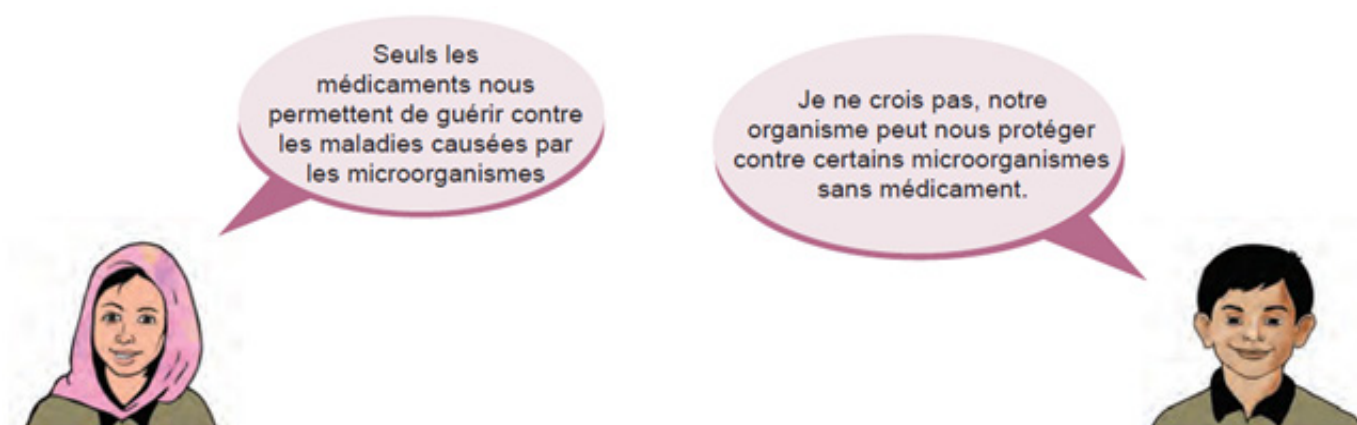 Seuls les
médicaments nous
permettent de guérir contre
les maladies causées par
les microorganismes
Je ne crois pas, notre
organisme peut nous protéger
contre certains microorganismes
sans médicament.